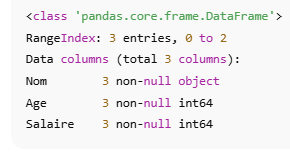 <class 'pandas.core.frame.DataFrame'>
RangeIndex: 3 entries, 0 to 2
Data columns (total 3 columns):
Nom        3 non-null object
Age        3 non-null int64
Salaire    3 non-null int64